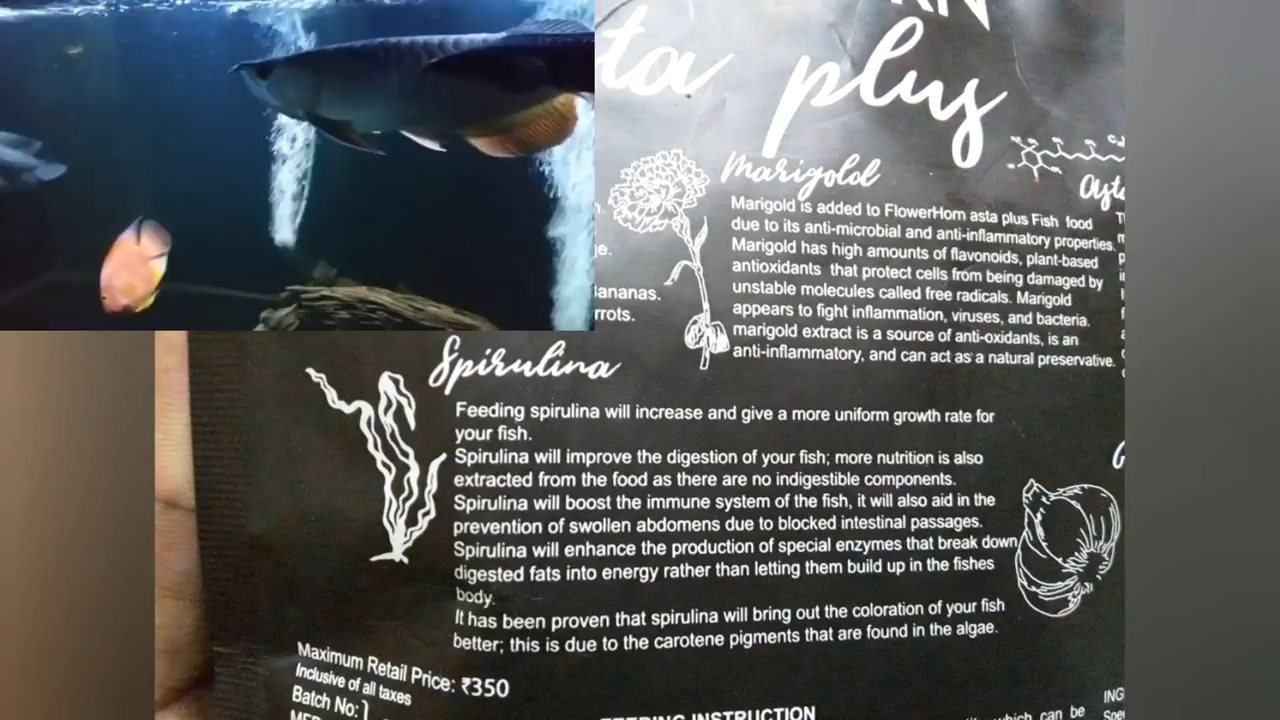 ta plus
Marigold
Marigold is added to FlowerHorn asta plus Fish food
due to its anti-microbial and anti-inflammatory properties.
Marigold has high amounts of flavonoids, plant-based
antioxidants that protect cells from being damaged by
unstable molecules called free radicals. Marigold
appears to fight inflammation, viruses, and bacteria.
marigold extract is a source of anti-oxidants, is an
anti-inflammatory, and can act as a natural preservative.
Spirulina
Feeding spirulina will increase and give a more uniform growth rate for
your fish.
Spirulina will improve the digestion of your fish; more nutrition is also
extracted from the food as there are no indigestible components.
Spirulina will boost the immune system of the fish, it will also aid in the
prevention of swollen abdomens due to blocked intestinal passages.
Spirulina will enhance the production of special enzymes that break down
digested fats into energy rather than letting them build up in the fishes
body.
It has been proven that spirulina will bring out the coloration of your fish
better; this is due to the carotene pigments that are found in the algae.
Maximum Retail Price: ₹350
Inclusive of all taxes
Batch No:1
FEEDING INSTRUCTION
which can be
ING